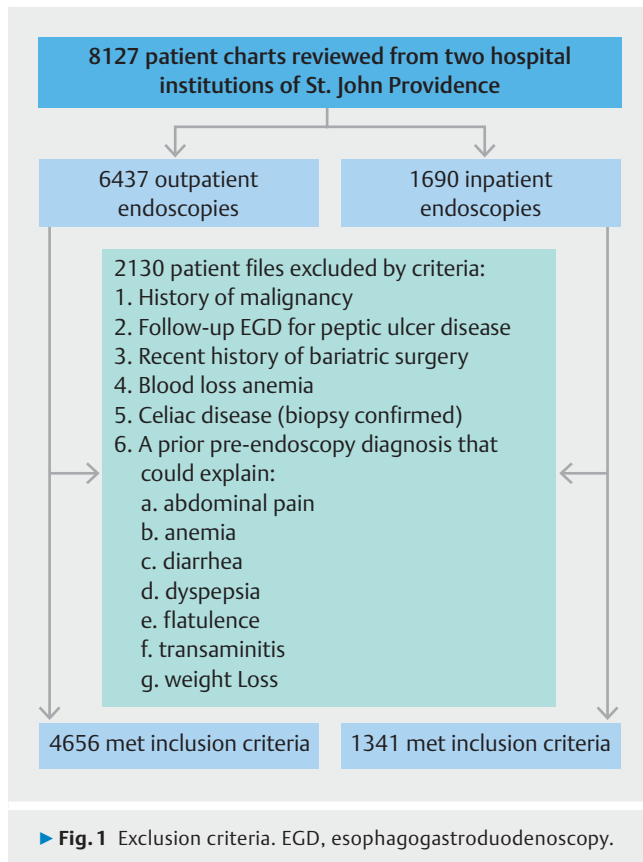 8127 patient charts reviewed from two hospital
institutions of St. John Providence
6437 outpatient
endoscopies
1690 inpatient
endoscopies
2130 patient files excluded by criteria:
1. History of malignancy
2. Follow-up EGD for peptic ulcer disease
3. Recent history of bariatric surgery
4. Blood loss anemia
5. Celiac disease (biopsy confirmed)
6. A prior pre-endoscopy diagnosis that
could explain:
a. abdominal pain
b. anemia
c. diarrhea
d. dyspepsia
e. flatulence
f. transaminitis
g. weight Loss
4656 met inclusion criteria
1341 met inclusion criteria
▶ Fig. 1 Exclusion criteria. EGD, esophagogastroduodenoscopy.